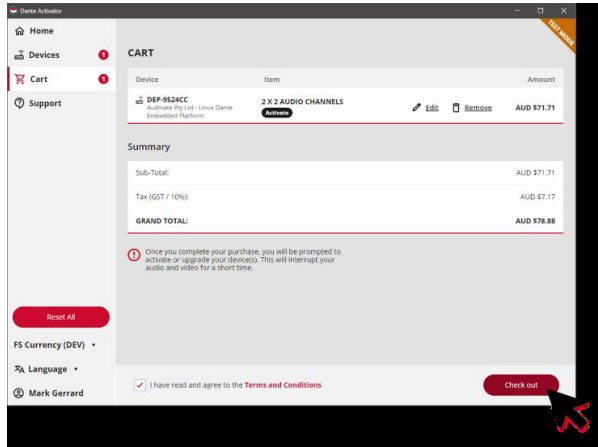 Dante Activator
TEST MODE
Home
Devices 1
Cart 1
Support
CART
Device Item Amount
DEP-9524CC
Audinate Pty Ltd - Linux Dante
Embedded Platform
2 X 2 AUDIO CHANNELS
Activate
Edit Remove AUD $71.71
Summary
Sub-Total: AUD $71.71
Tax (GST / 10%): AUD $7.17
GRAND TOTAL: AUD $78.88
Once you complete your purchase, you will be prompted to
activate or upgrade your device(s). This will interrupt your
audio and video for a short time.
Reset All
FS Currency (DEV)
Language
Mark Gerrard
I have read and agree to the Terms and Conditions
Check out